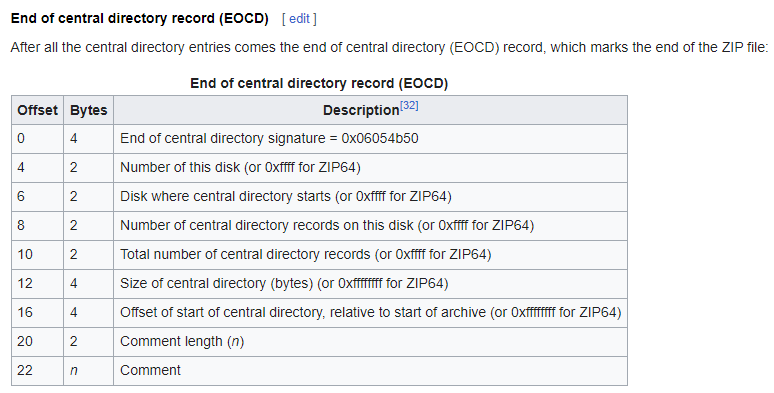 End of central directory record (EOCD) [ edit ]
After all the central directory entries comes the end of central directory (EOCD) record, which marks the end of the ZIP file:
End of central directory record (EOCD)
Offset Bytes Description[32]
0 4 End of central directory signature = 0x06054b50
4 2 Number of this disk (or 0xffff for ZIP64)
6 2 Disk where central directory starts (or 0xffff for ZIP64)
8 2 Number of central directory records on this disk (or 0xffff for ZIP64)
10 2 Total number of central directory records (or 0xffff for ZIP64)
12 4 Size of central directory (bytes) (or 0xffffffff for ZIP64)
16 4 Offset of start of central directory, relative to start of archive (or 0xffffffff for ZIP64)
20 2 Comment length (n)
22 n Comment